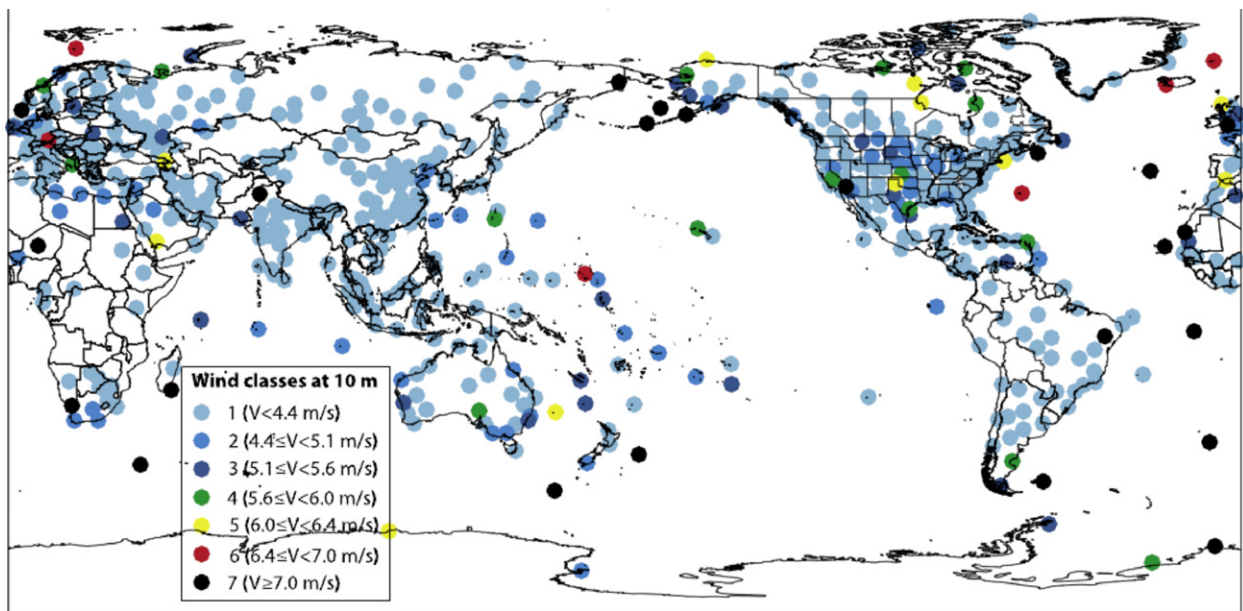 Wind classes at 10 m
1 (V<4.4 m/s)
2 (4.4≤V<5.1 m/s)
3 (5.1≤V<5.6 m/s)
4 (5.6≤V<6.0 m/s)
5 (6.0≤V<6.4 m/s)
6 (6.4≤V<7.0 m/s)
7 (V≥7.0 m/s)